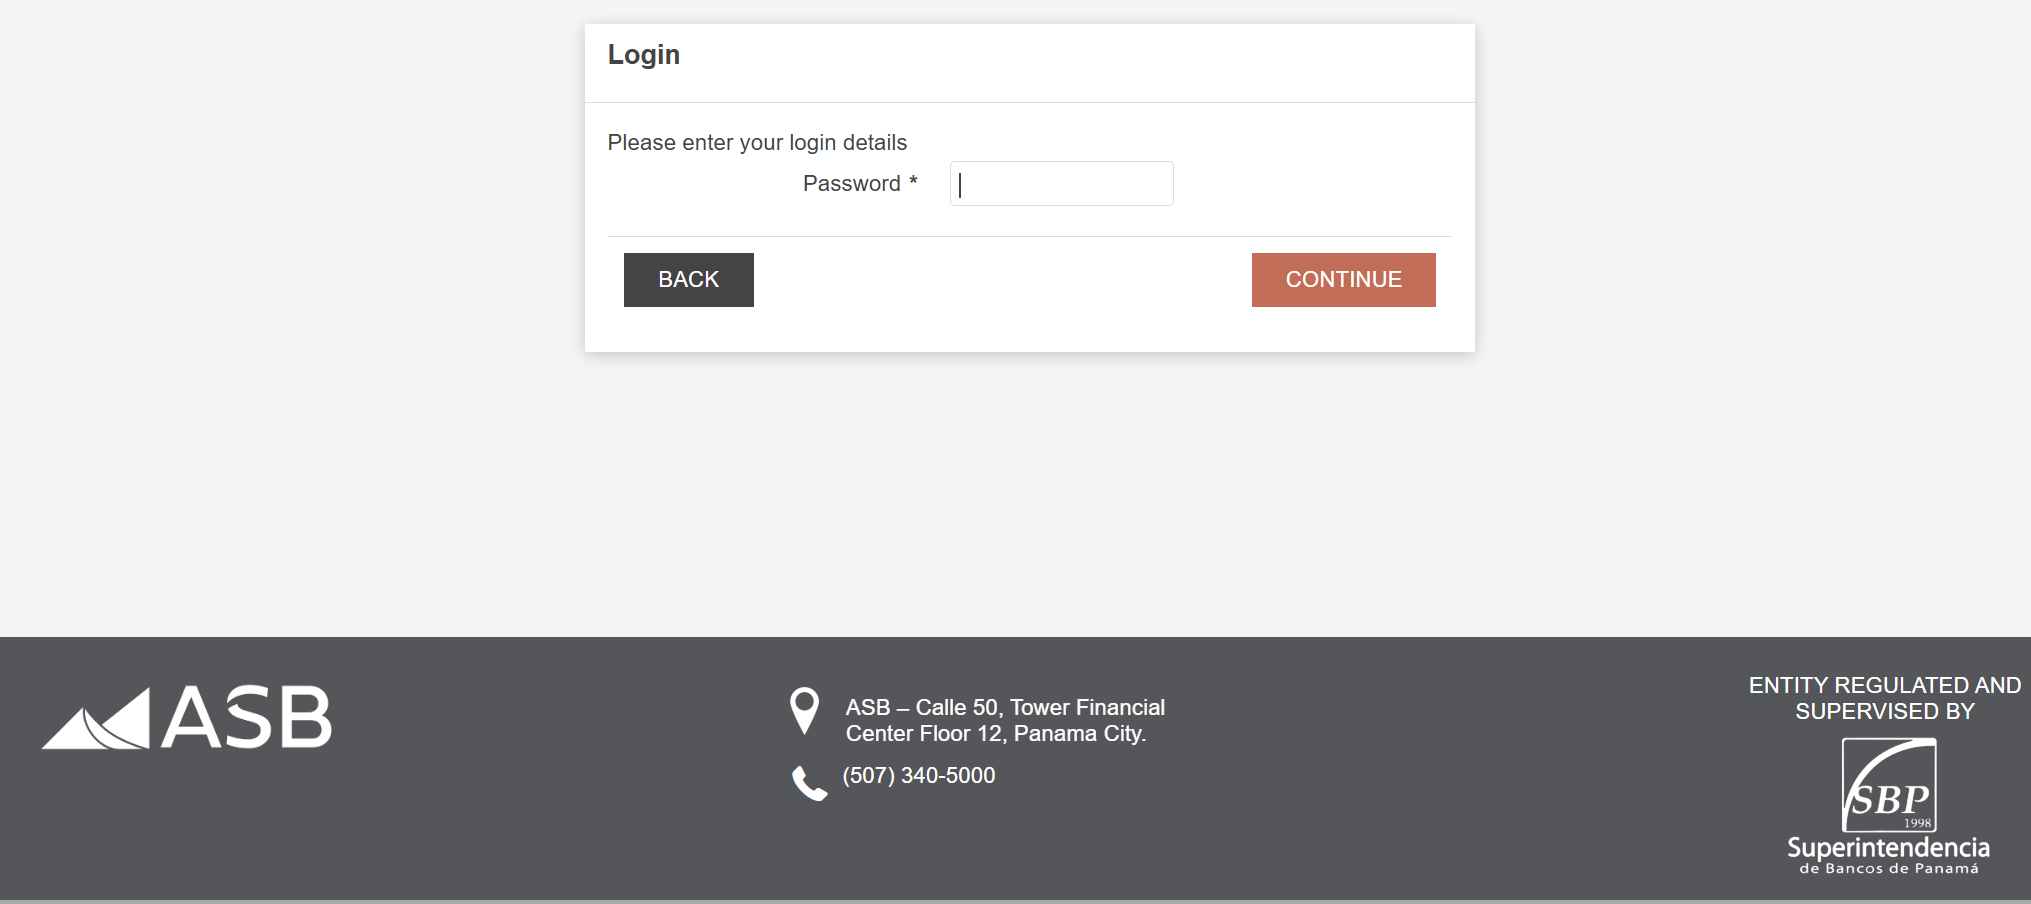 Login
Please enter your login details
Password *
BACK
CONTINUE
ASB
ASB – Calle 50, Tower Financial
Center Floor 12, Panama City.
(507) 340-5000
ENTITY REGULATED AND
SUPERVISED BY
SBP
1998
Superintendencia
de Bancos de Panamá